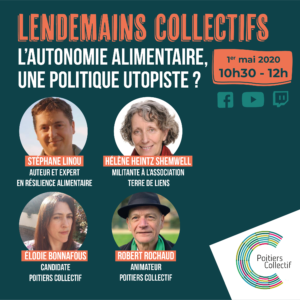 LENDEMAINS COLLECTIFS
L'AUTONOMIE ALIMENTAIRE,
UNE POLITIQUE UTOPISTE ?
1er mai 2020
10h30 - 12h
STÉPHANE LINOU
AUTEUR ET EXPERT
EN RÉSILIENCE ALIMENTAIRE
HÉLÈNE HEINTZ SHEMWELL
MILITANTE À L'ASSOCIATION
TERRE DE LIENS
ÉLODIE BONNAFOUS
CANDIDATE
POITIERS COLLECTIF
ROBERT ROCHAUD
ANIMATEUR
POITIERS COLLECTIF
Poitiers
Collectif